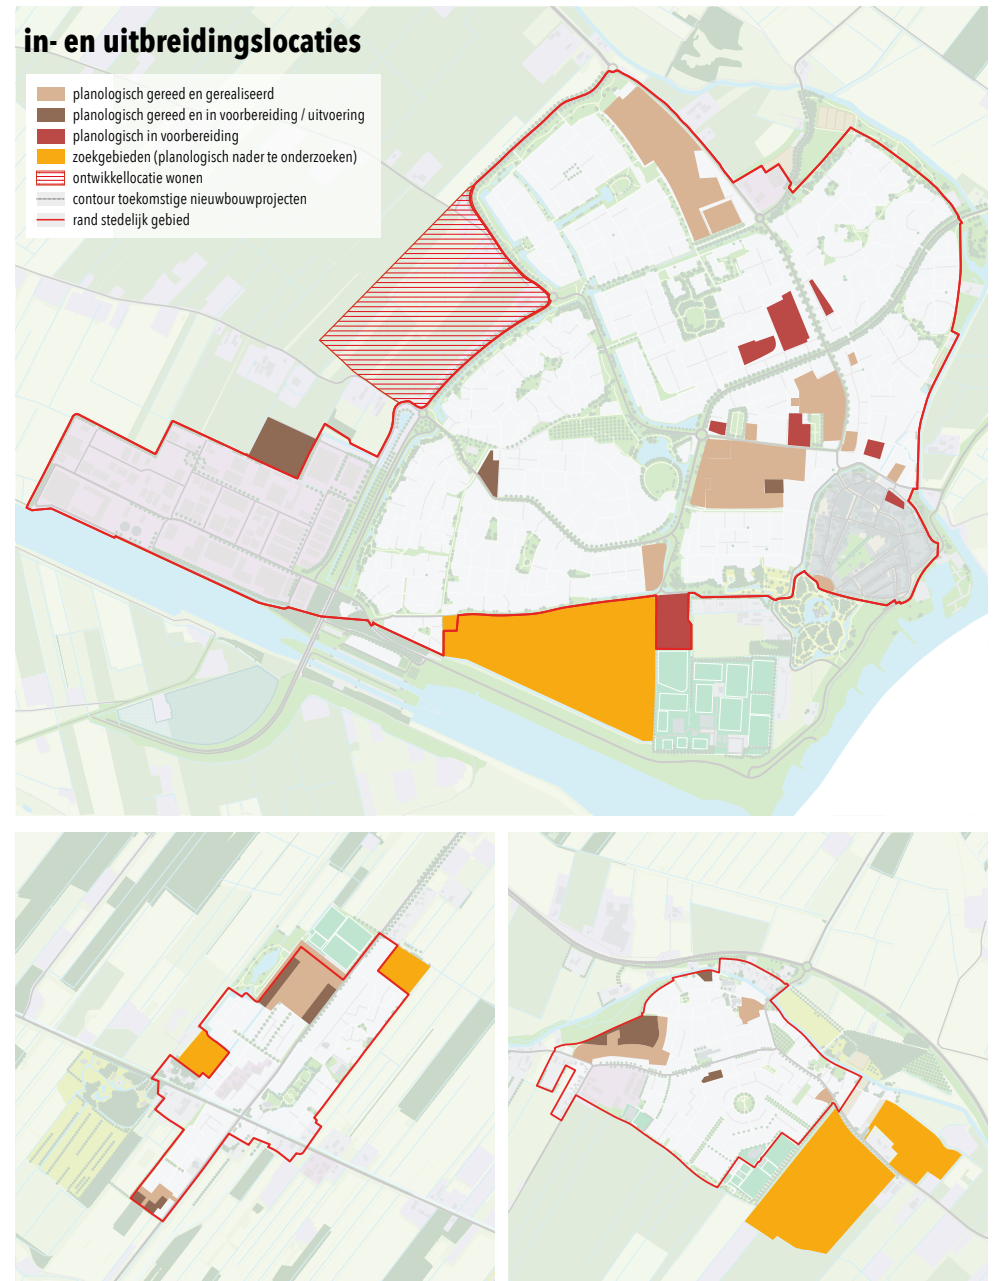 in- en uitbreidingslocaties
planologisch gereed en gerealiseerd
planologisch gereed en in voorbereiding / uitvoering
planologisch in voorbereiding
zoekgebieden (planologisch nader te onderzoeken)
ontwikkellocatie wonen
contour toekomstige nieuwbouwprojecten
rand stedelijk gebied